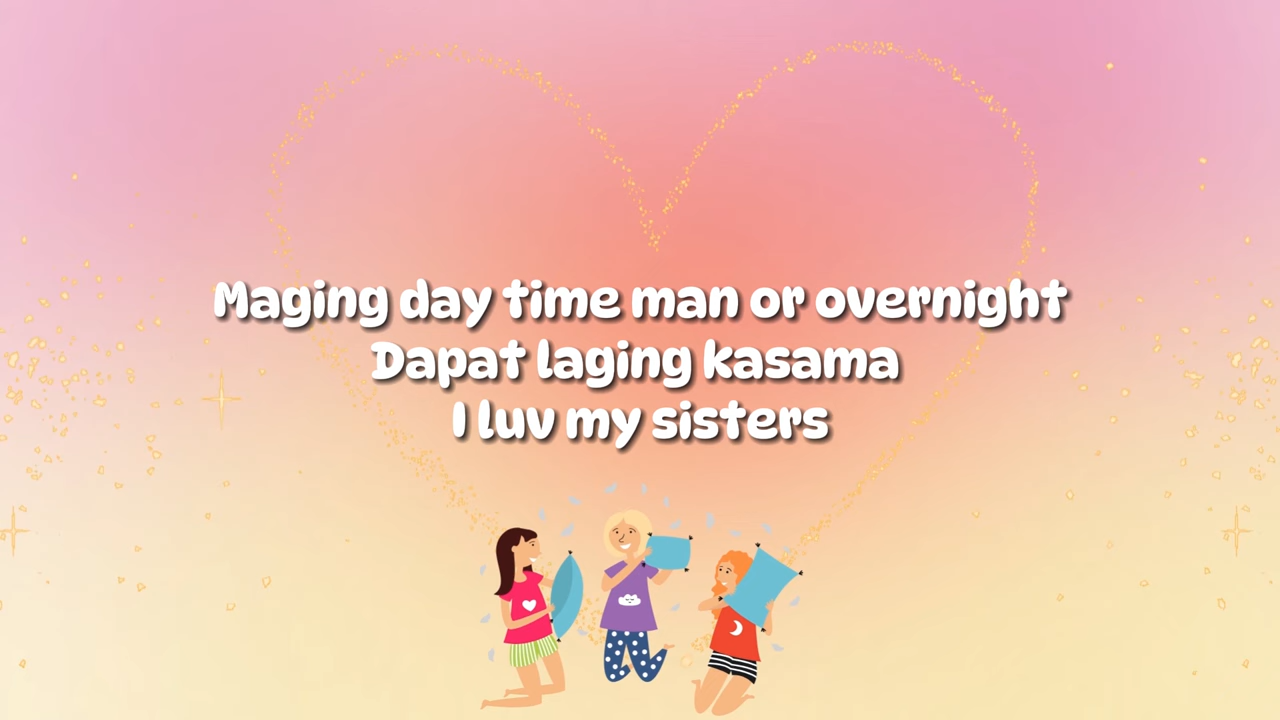 Maging day time man or overnight
Dapat laging kasama
I luv my sisters